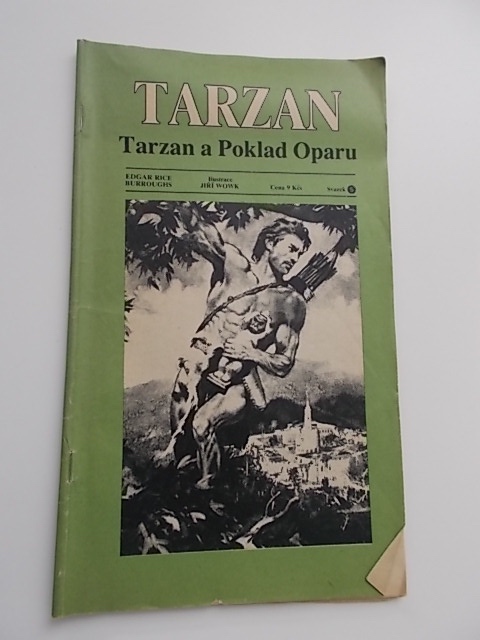 TARZAN
Tarzan a Poklad Oparu
EDGAR RICE
BURROUGHS
Ilustrace
JIŘÍ WOWK
Cena 9 Kčs
Svazek